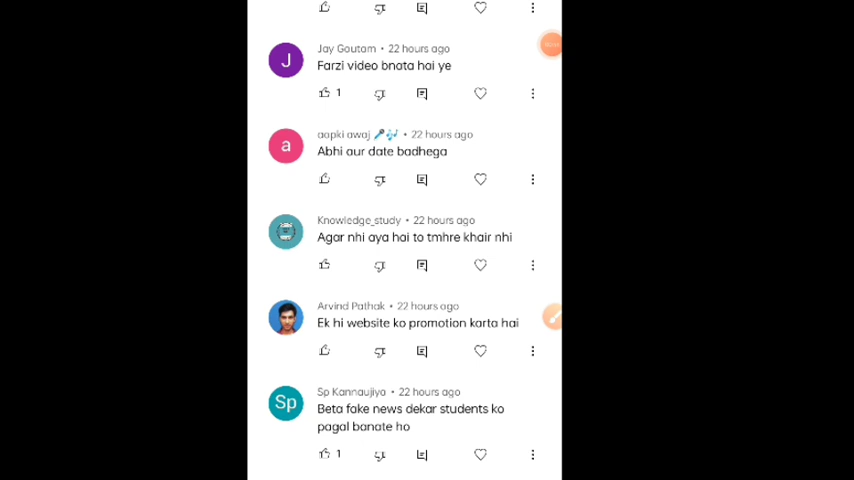 Jay Goutam • 22 hours ago
J
Farzi video bnata hai ye
1
aapki awaj 🎤🎶 • 22 hours ago
a
Abhi aur date badhega
Knowledge_study • 22 hours ago
Agar nhi aya hai to tmhre khair nhi
Arvind Pathak • 22 hours ago
Ek hi website ko promotion karta hai
Sp Kannaujiya • 22 hours ago
Sp
Beta fake news dekar students ko
pagal banate ho
1